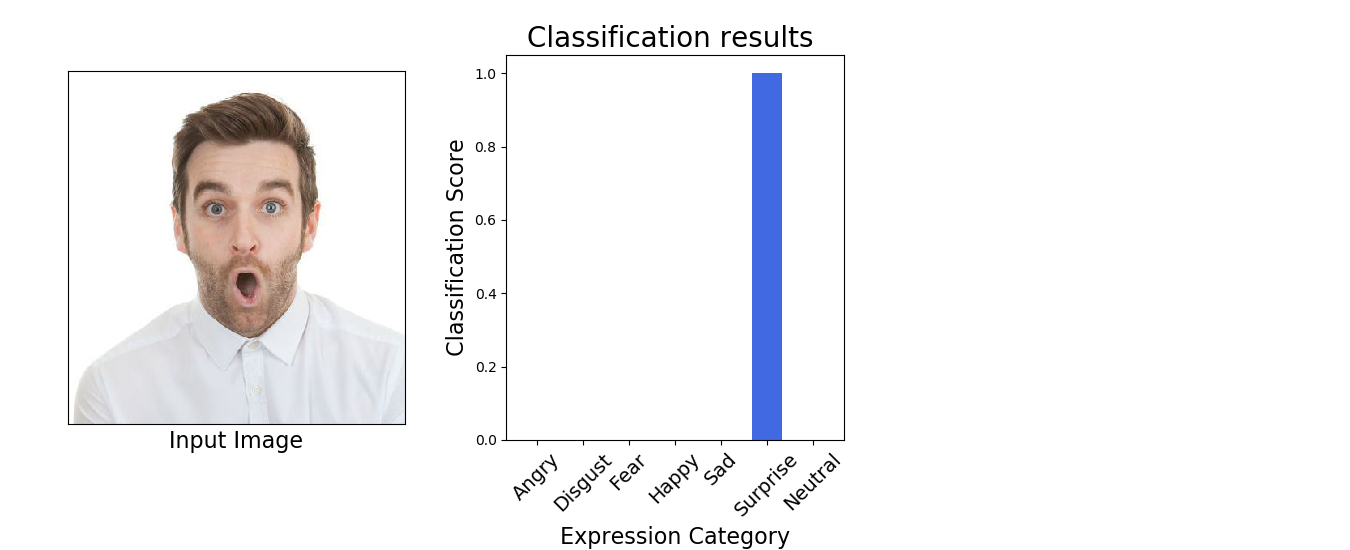 Classification results
Classification Score
1.0
0.8
0.6
0.4
0.2
0.0
Angry
Disgust
Fear
Happy
Sad
Surprise
Neutral
Expression Category
Input Image